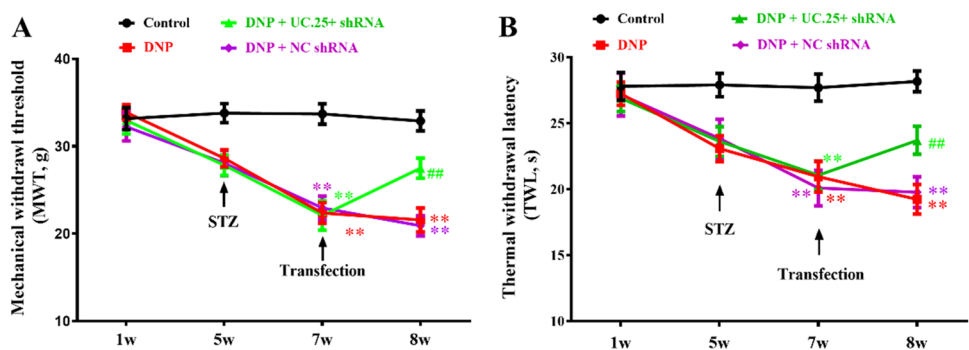 A
Control
DNP + UC.25+ shRNA
DNP
DNP + NC shRNA
Mechanical withdrawl threshold
(MWT, g)
40
30
20
10
**
**
##
**
**
**
STZ
Transfection
1w
5w
7w
8w
B
Control
DNP + UC.25+ shRNA
DNP
DNP + NC shRNA
Thermal withdrawal latency
(TWL, s)
30
25
20
15
10
##
**
**
**
**
**
STZ
Transfection
1w
5w
7w
8w